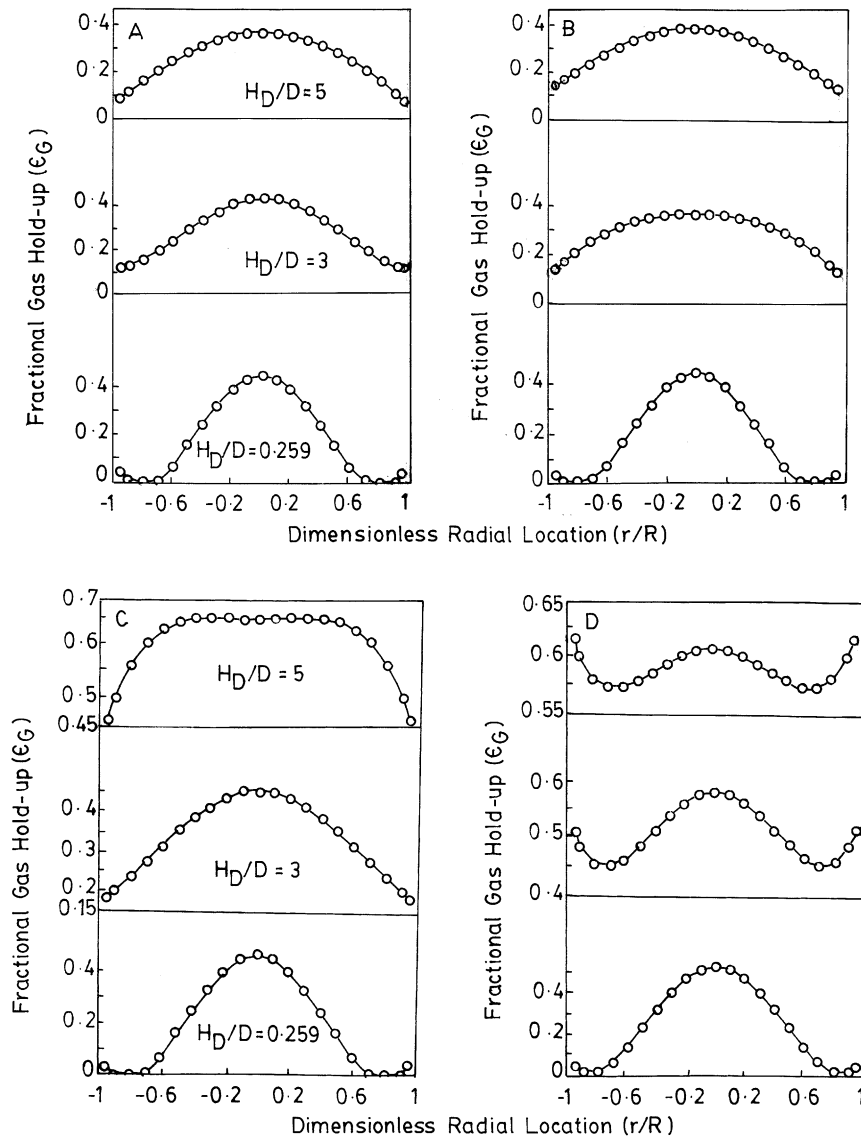 A
0.4
0.2
0
H_D/D = 5
0.4
0.2
0
H_D/D = 3
0.4
0.2
0
H_D/D = 0.259
Fractional Gas Hold-up (ϵ_G)
-1 -0.6 -0.2 0.2 0.6 1
B
0.4
0.2
0
0.4
0.2
0
0.4
0.2
0
Fractional Gas Hold-up (ϵ_G)
-1 -0.6 -0.2 0.2 0.6 1
Dimensionless Radial Location (r/R)
C
0.7
0.6
0.5
0.45
H_D/D = 5
0.4
0.3
0.2
0.15
H_D/D = 3
0.4
0.2
0
H_D/D = 0.259
Fractional Gas Hold-up (ϵ_G)
-1 -0.6 -0.2 0.2 0.6 1
D
0.65
0.6
0.55
0.6
0.5
0.4
0.4
0.2
0
Fractional Gas Hold-up (ϵ_G)
-1 -0.6 -0.2 0.2 0.6 1
Dimensionless Radial Location (r/R)